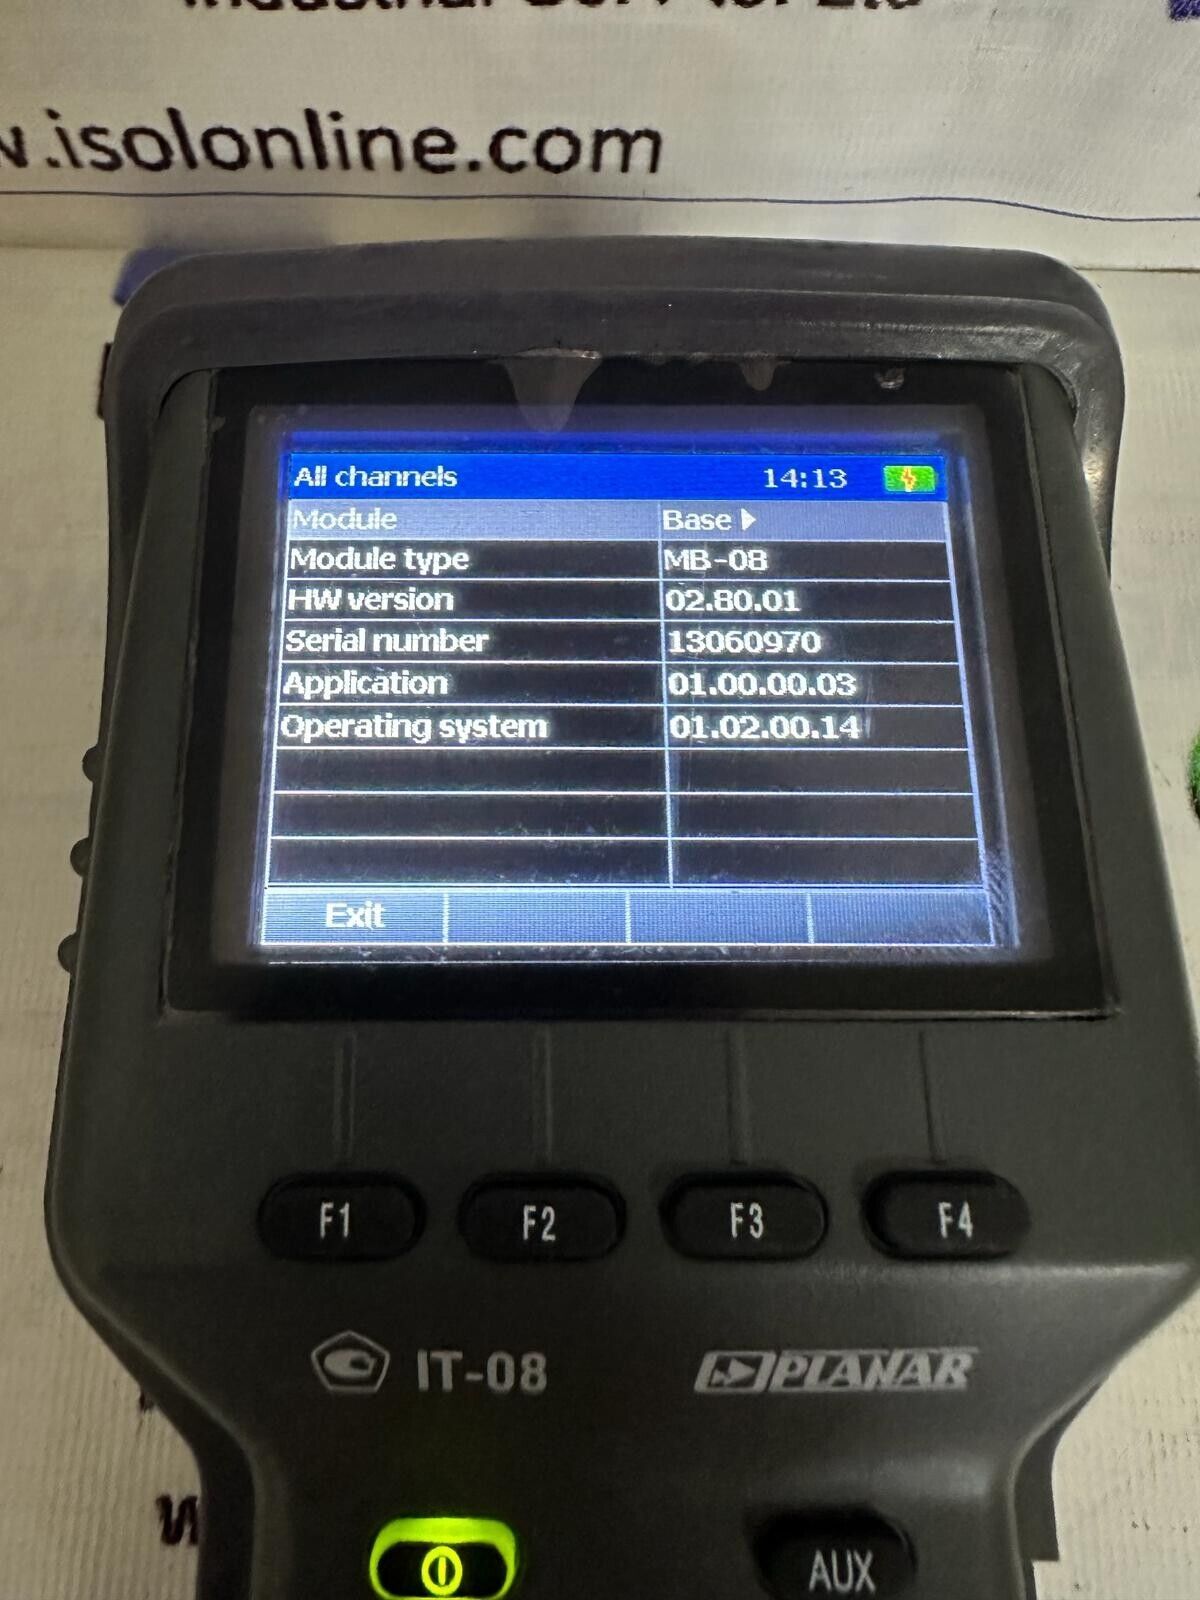 w.isolonline.com
All channels 14:13
Module Base
Module type MB-08
HW version 02.80.01
Serial number 13060970
Application 01.00.00.03
Operating system 01.02.00.14
Exit
F1 F2 F3 F4
IT-08 PLANAR
AUX